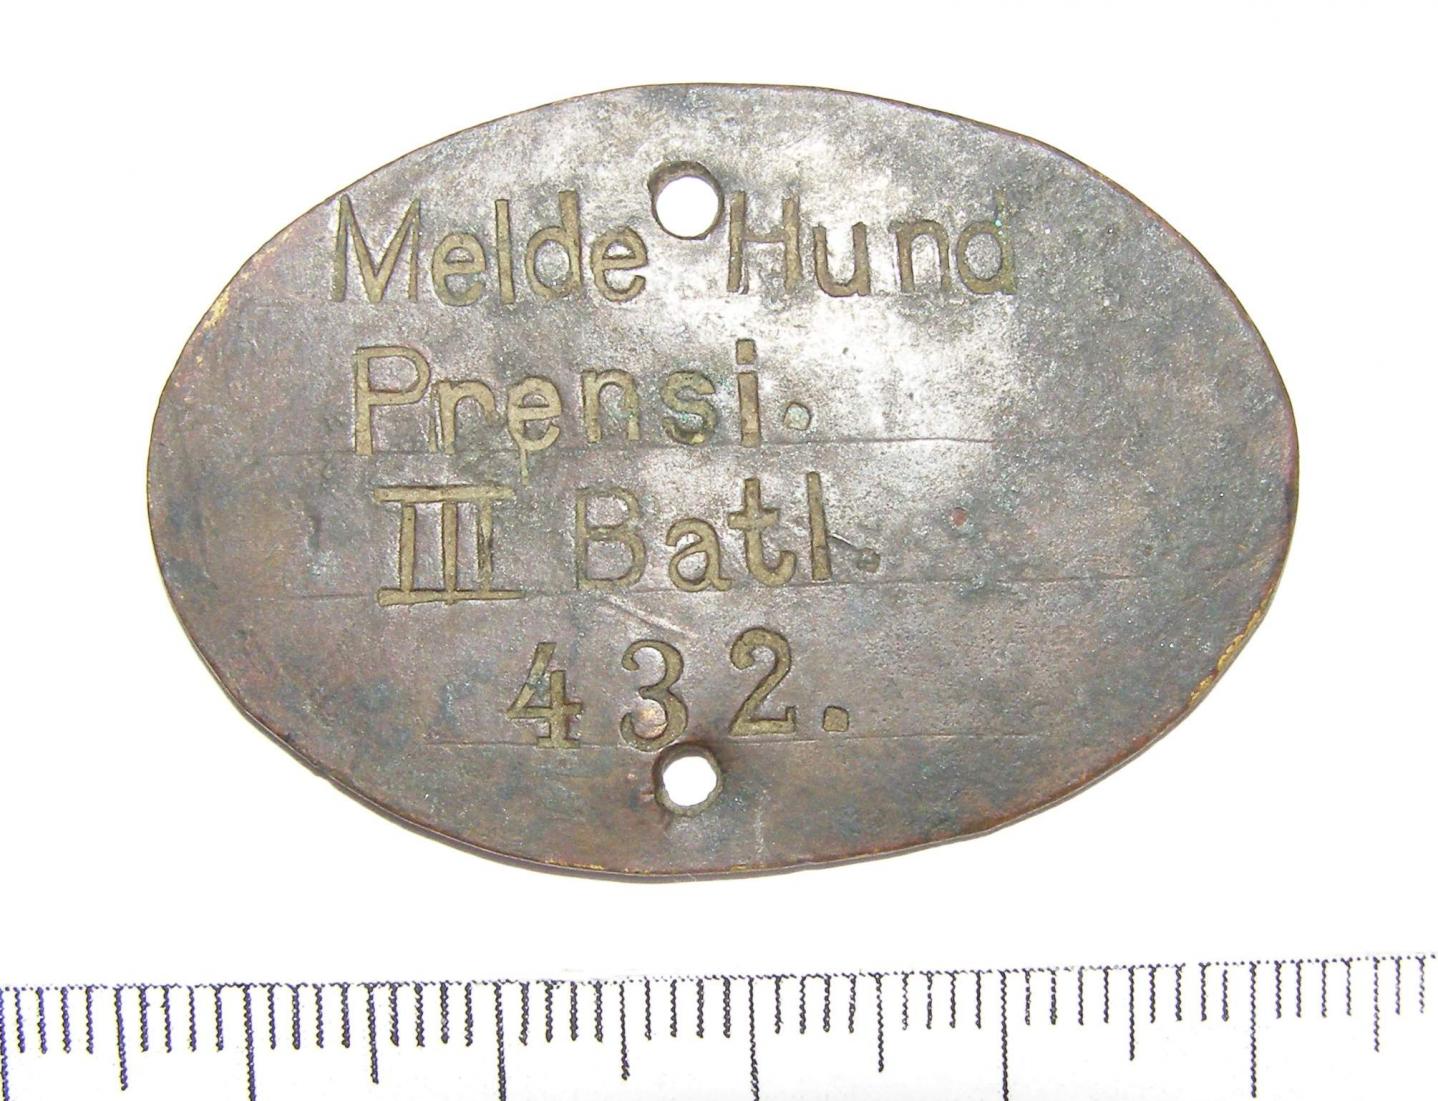 Melde Hund
Prensi.
III Batl.
432.